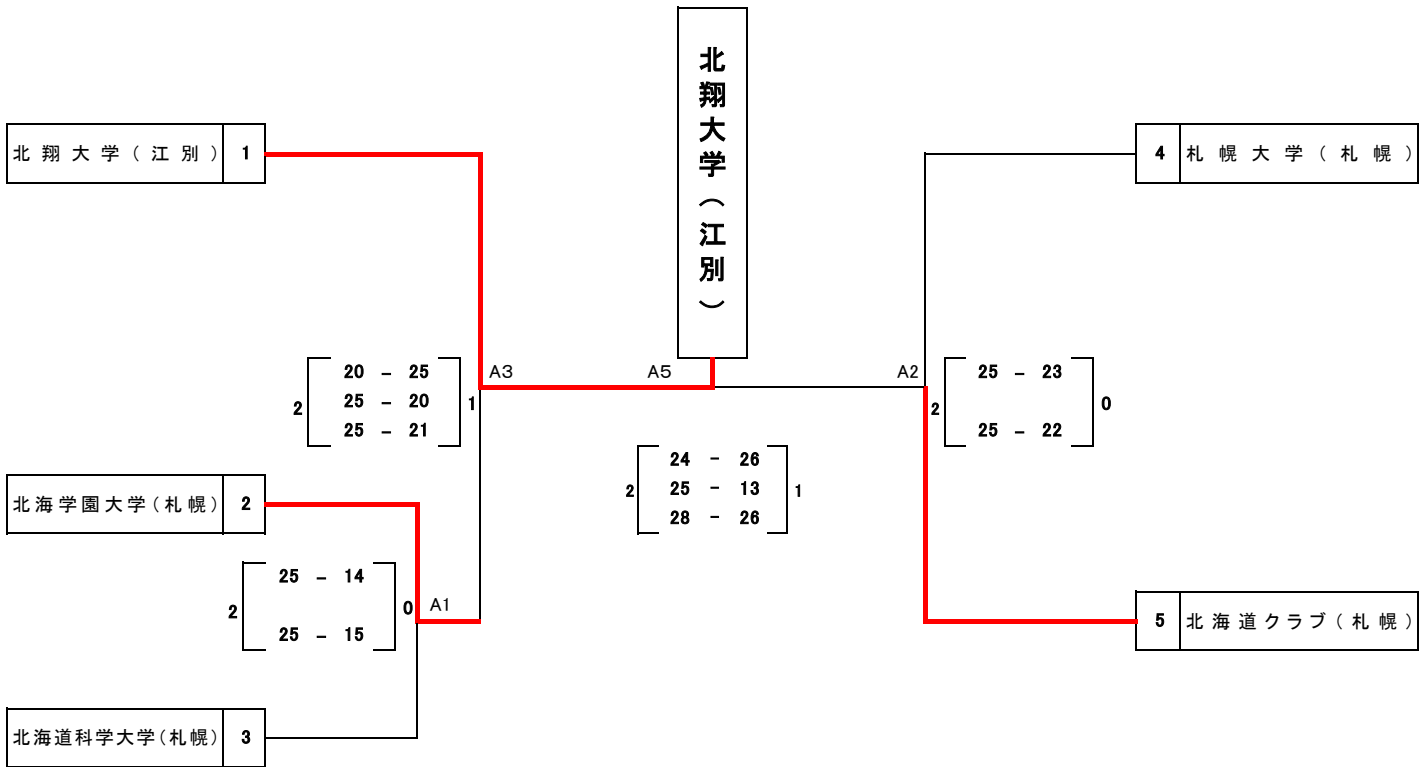 北翔大学(江別)
北翔大学(江別) 1
4 札幌大学(札幌)
A3
A5
A2
2
20 - 25
25 - 20
25 - 21
1
2
25 - 23
25 - 22
0
2
24 - 26
25 - 13
28 - 26
1
北海学園大学(札幌) 2
2
25 - 14
25 - 15
0
A1
5 北海道クラブ(札幌)
北海道科学大学(札幌) 3